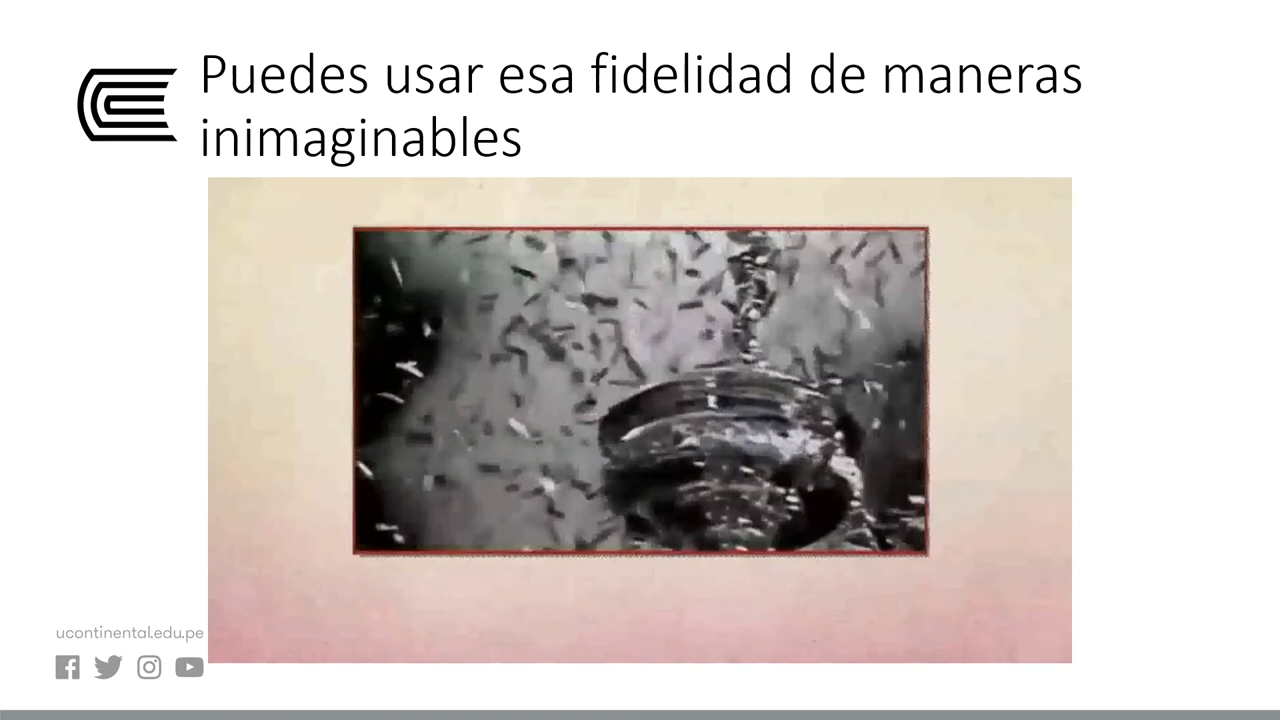 Puedes usar esa fidelidad de maneras
inimaginables
ucontinental.edu.pe